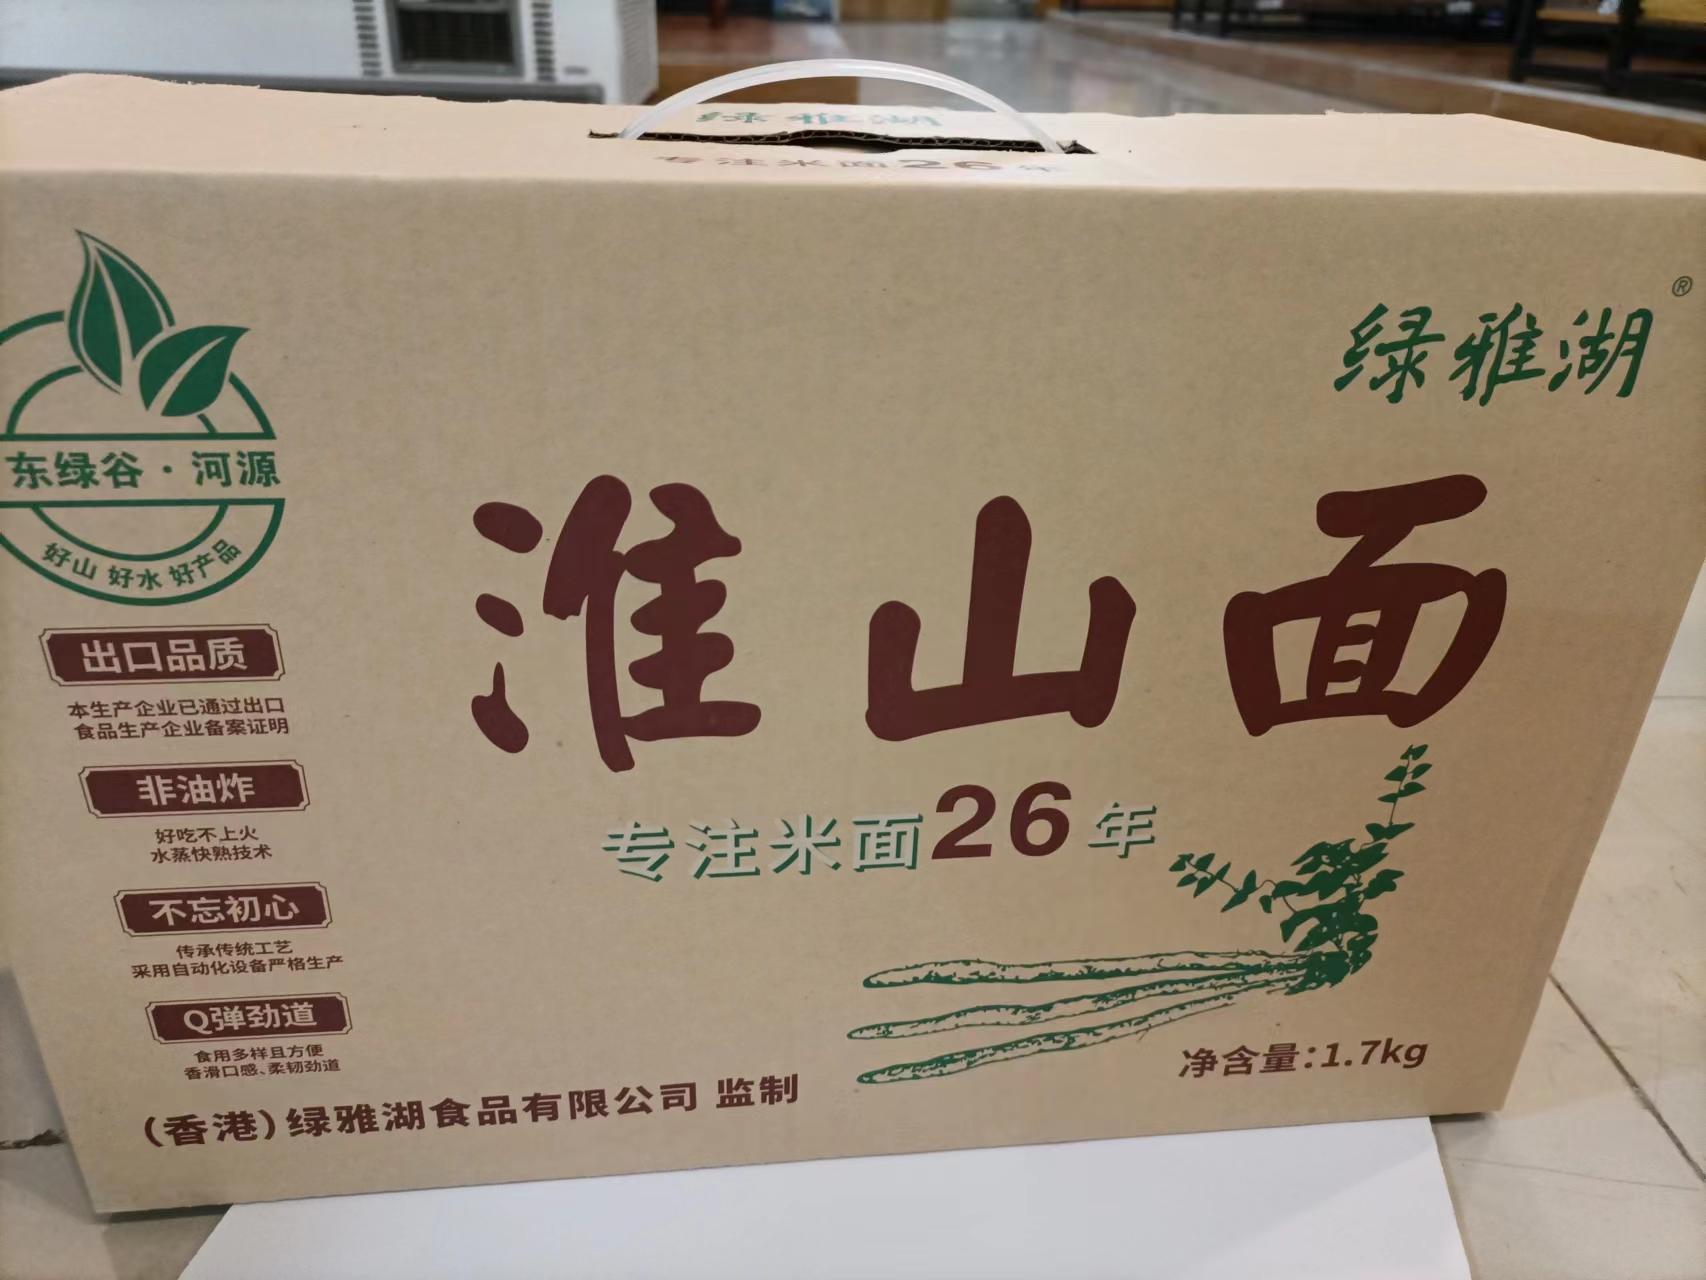 绿雅湖
专注米面26年
绿雅湖®
东绿谷·河源
好山 好水 好产品
淮山面
专注米面26年
出口品质
本生产企业已通过出口
食品生产企业备案证明
非油炸
好吃不上火
水蒸快熟技术
不忘初心
传承传统工艺
采用自动化设备严格生产
Q弹劲道
食用多样且方便
香滑口感、柔韧劲道
净含量:1.7kg
(香港)绿雅湖食品有限公司 监制